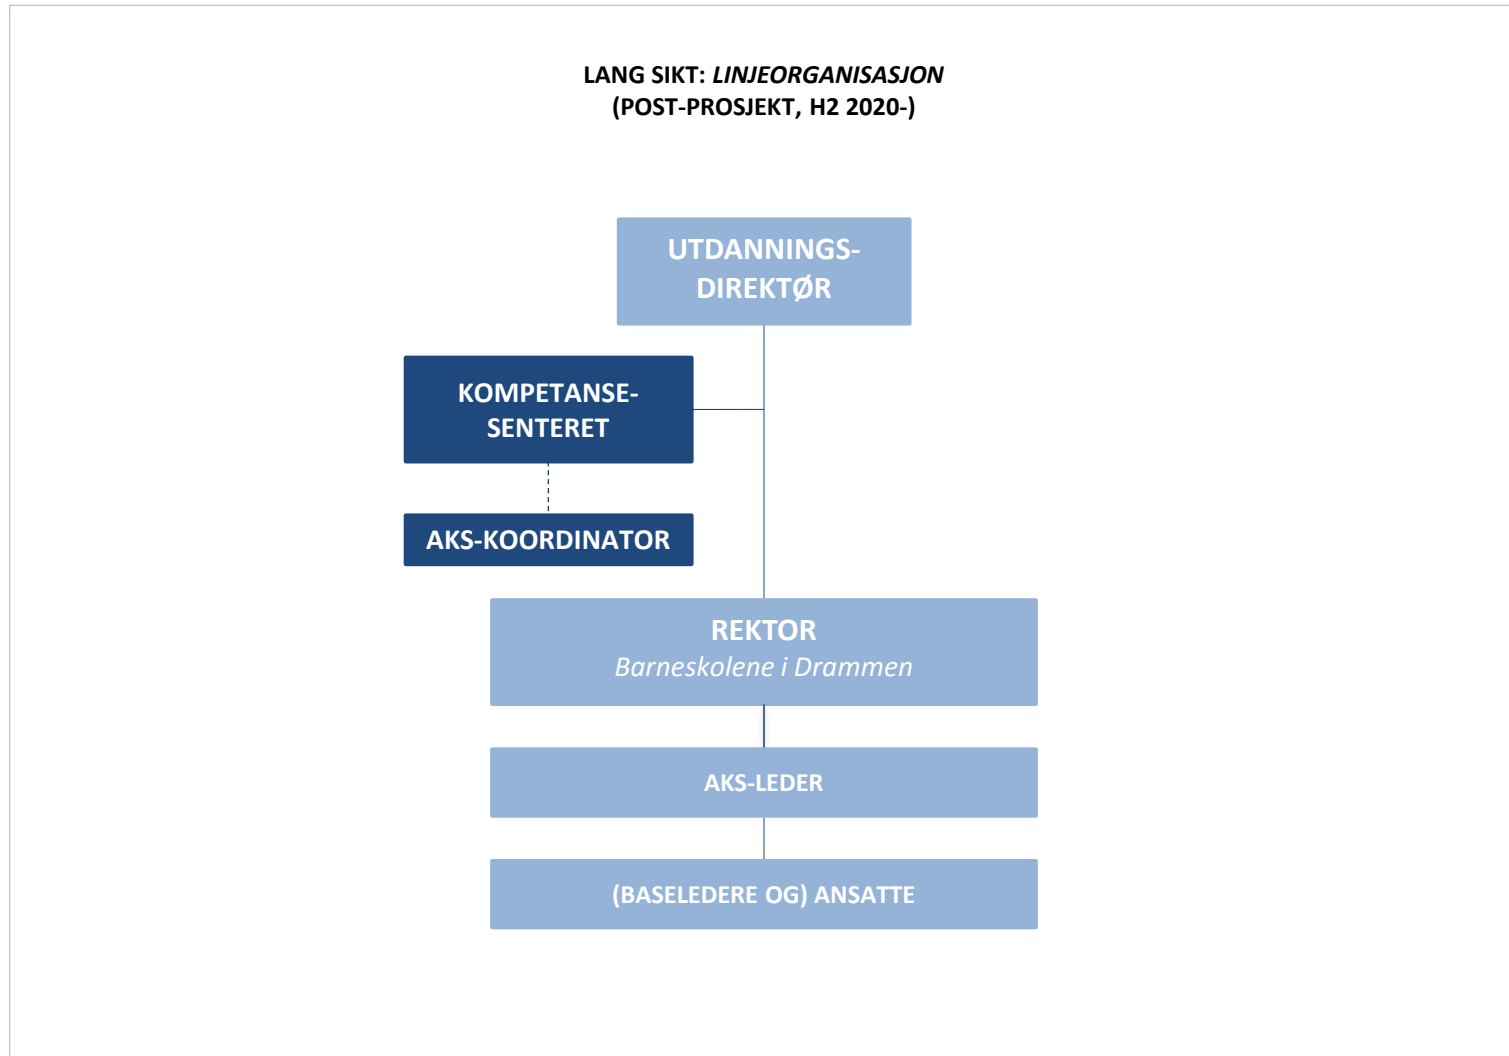 LANG SIKT: LINJEORGANISASJON
(POST-PROSJEKT, H2 2020-)
UTDANNINGS-
DIREKTØR
KOMPETANSE-
SENTERET
AKS-KOORDINATOR
REKTOR
Barneskolene i Drammen
AKS-LEDER
(BASELEDERE OG) ANSATTE